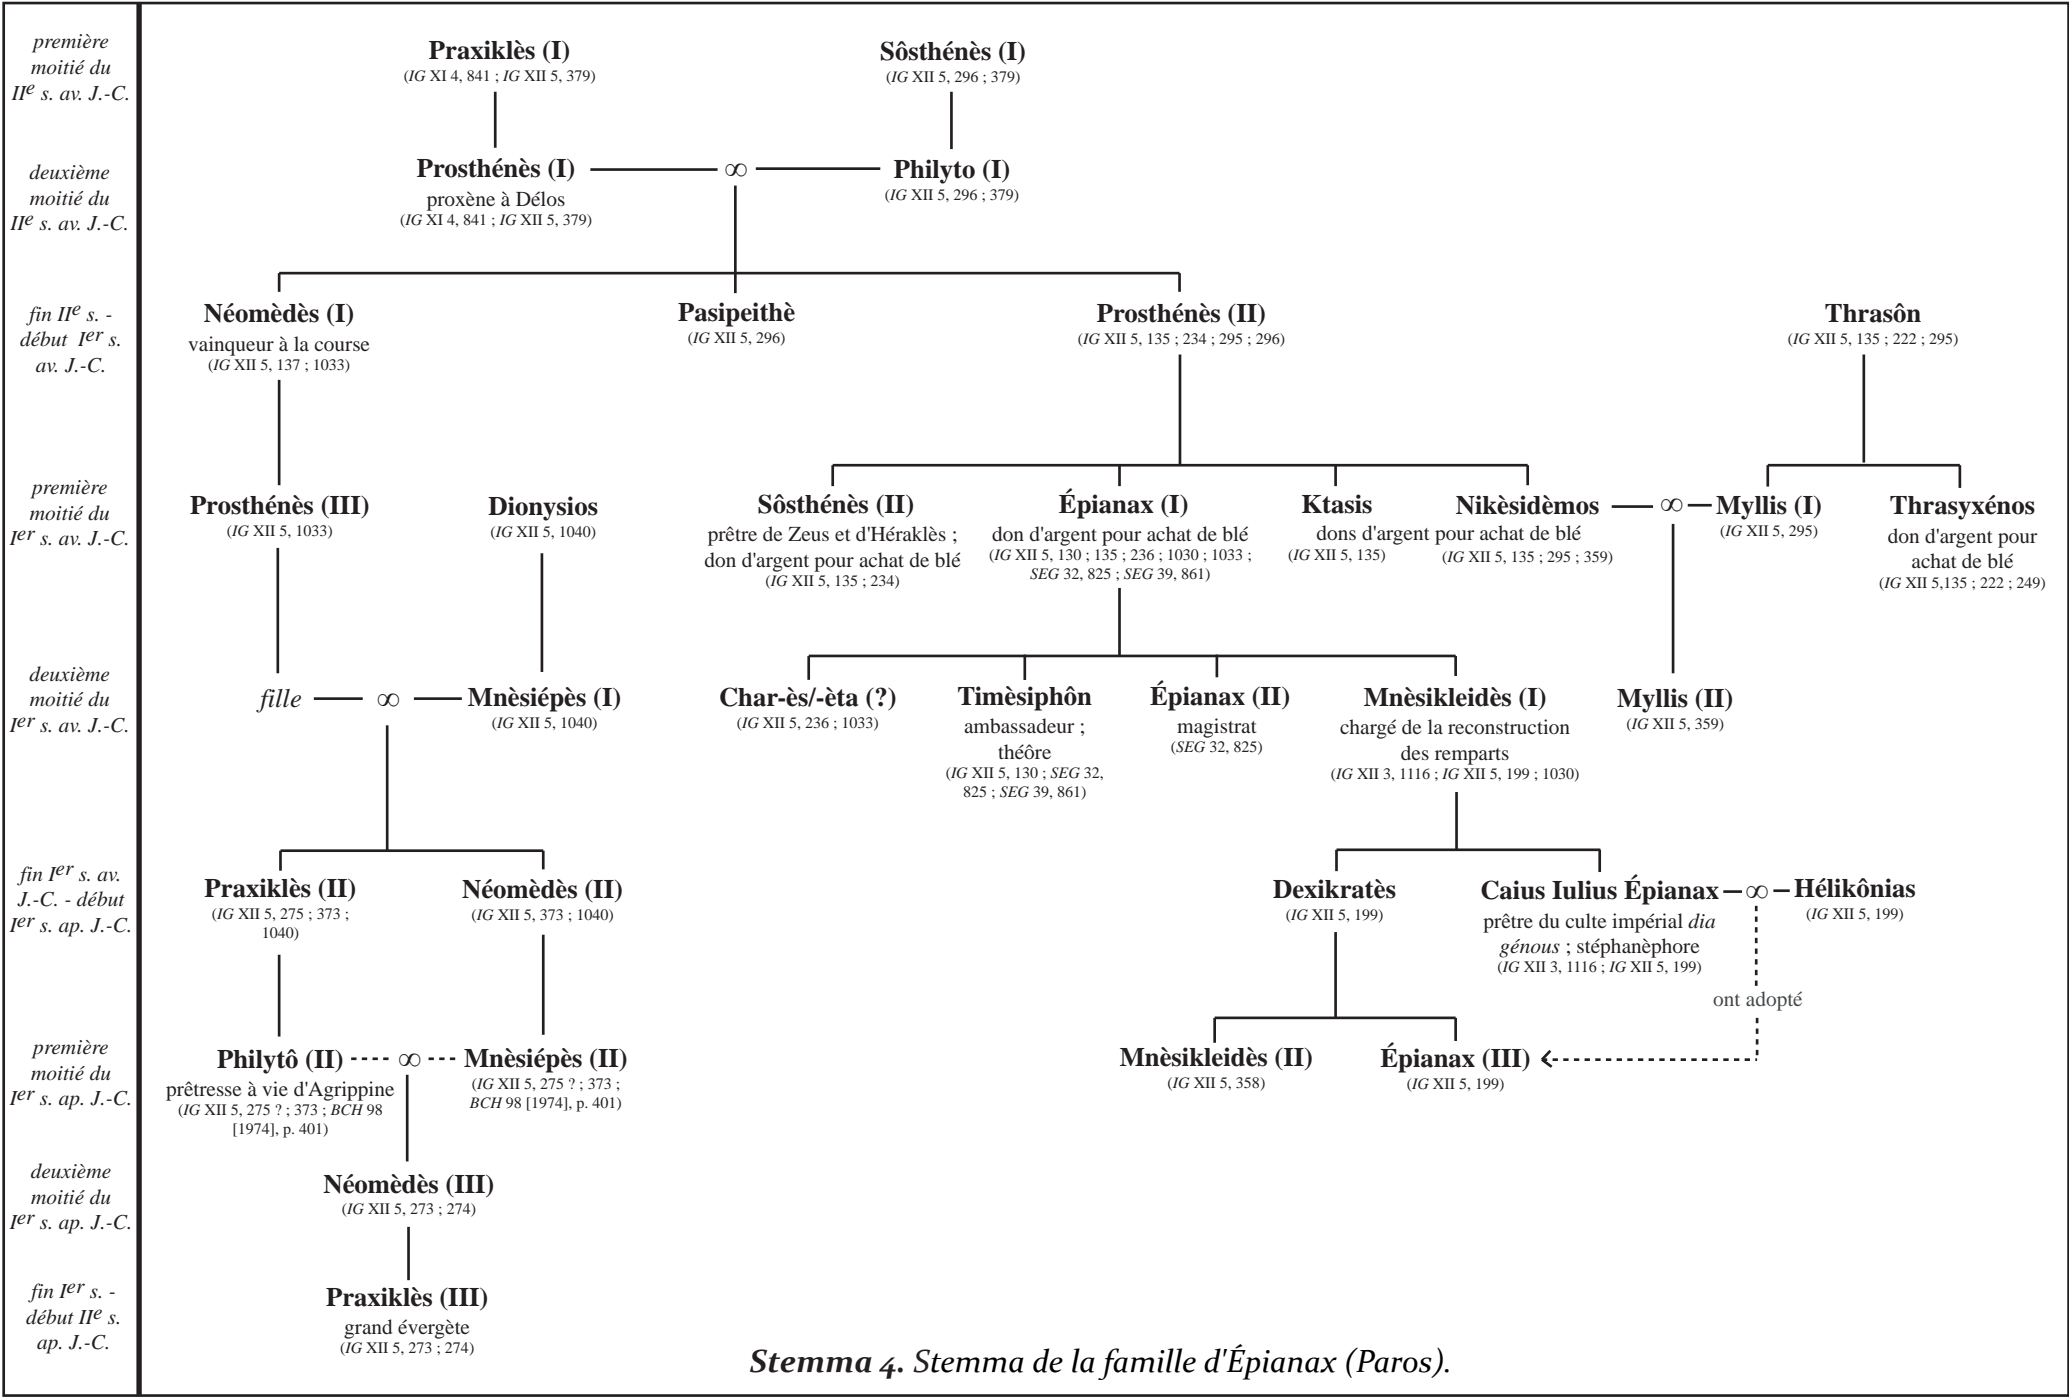 première
moitié du
IIe s. av. J.-C.
Praxiklès (I)
(IG XI 4, 841 ; IG XII 5, 379)
Sôsthénès (I)
(IG XII 5, 296 ; 379)
deuxième
moitié du
IIe s. av. J.-C.
Prosthénès (I)
proxène à Délos
(IG XI 4, 841 ; IG XII 5, 379)
∞
Philyto (I)
(IG XII 5, 296 ; 379)
fin IIe s. -
début Ier s.
av. J.-C.
Néomèdès (I)
vainqueur à la course
(IG XII 5, 137 ; 1033)
Pasipeithè
(IG XII 5, 296)
Prosthénès (II)
(IG XII 5, 135 ; 234 ; 295 ; 296)
Thrasôn
(IG XII 5, 135 ; 222 ; 295)
première
moitié du
Ier s. av. J.-C.
Prosthénès (III)
(IG XII 5, 1033)
Dionysios
(IG XII 5, 1040)
Sôsthénès (II)
prêtre de Zeus et d'Héraklès ;
don d'argent pour achat de blé
(IG XII 5, 135 ; 234)
Épianax (I)
don d'argent pour achat de blé
(IG XII 5, 130 ; 135 ; 236 ; 1030 ; 1033 ;
SEG 32, 825 ; SEG 39, 861)
Ktasis
Nikèsidèmos
dons d'argent pour achat de blé
(IG XII 5, 135)
(IG XII 5, 135 ; 295 ; 359)
∞
Myllis (I)
(IG XII 5, 295)
Thrasyxénos
don d'argent pour
achat de blé
(IG XII 5,135 ; 222 ; 249)
deuxième
moitié du
Ier s. av. J.-C.
fille
∞
Mnèsiépès (I)
(IG XII 5, 1040)
Char-ès/-èta (?)
(IG XII 5, 236 ; 1033)
Timèsiphôn
ambassadeur ;
théôre
(IG XII 5, 130 ; SEG 32,
825 ; SEG 39, 861)
Épianax (II)
magistrat
(SEG 32, 825)
Mnèsikleidès (I)
chargé de la reconstruction
des remparts
(IG XII 3, 1116 ; IG XII 5, 199 ; 1030)
Myllis (II)
(IG XII 5, 359)
fin Ier s. av.
J.-C. - début
Ier s. ap. J.-C.
Praxiklès (II)
(IG XII 5, 275 ; 373 ;
1040)
Néomèdès (II)
(IG XII 5, 373 ; 1040)
Dexikratès
(IG XII 5, 199)
Caius Iulius Épianax
prêtre du culte impérial dia
génous ; stéphanèphore
(IG XII 3, 1116 ; IG XII 5, 199)
∞
Hélikônias
(IG XII 5, 199)
ont adopté
première
moitié du
Ier s. ap. J.-C.
Philytô (II)
prêtresse à vie d'Agrippine
(IG XII 5, 275 ? ; 373 ; BCH 98
[1974], p. 401)
∞
Mnèsiépès (II)
(IG XII 5, 275 ? ; 373 ;
BCH 98 [1974], p. 401)
Mnèsikleidès (II)
(IG XII 5, 358)
Épianax (III)
(IG XII 5, 199)
deuxième
moitié du
Ier s. ap. J.-C.
Néomèdès (III)
(IG XII 5, 273 ; 274)
fin Ier s. -
début IIe s.
ap. J.-C.
Praxiklès (III)
grand évergète
(IG XII 5, 273 ; 274)
Stemma 4. Stemma de la famille d'Épianax (Paros).